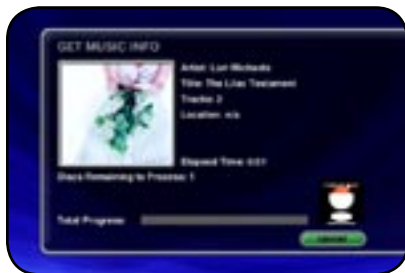 GET MUSIC INFO
Artist: Lori Michaels
Title: The Lilac Testament
Tracks: 2
Location: n/a
Elapsed Time: 0:01
Discs Remaining to Process: 1
Total Progress: